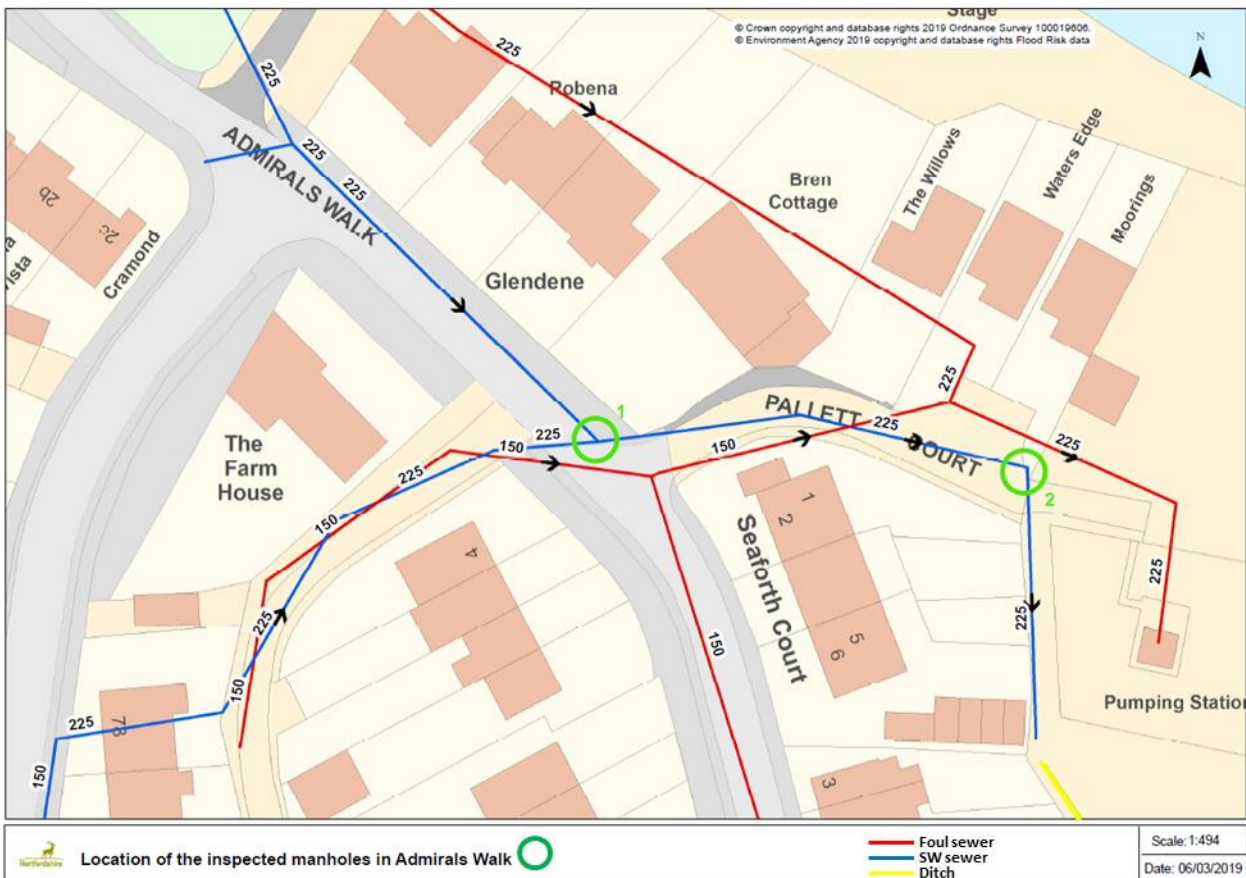 Stage
© Crown copyright and database rights 2019 Ordnance Survey 100019606.
© Environment Agency 2019 copyright and database rights Flood Risk data
N
225
Robena
225
ADMIRALS WALK
225
225
2b
2c
Cramond
ista
Glendene
Bren
Cottage
The Willows
Waters Edge
Moorings
225
1
PALLETT COURT
225
225
150
150
225
2
The
Farm
House
225
150
4
225
150
225
78
150
150
Seaforth Court
1
2
5
6
3
225
225
Pumping Station
Hertfordshire
Location of the inspected manholes in Admirals Walk
Foul sewer
SW sewer
Ditch
Scale:1:494
Date: 06/03/2019